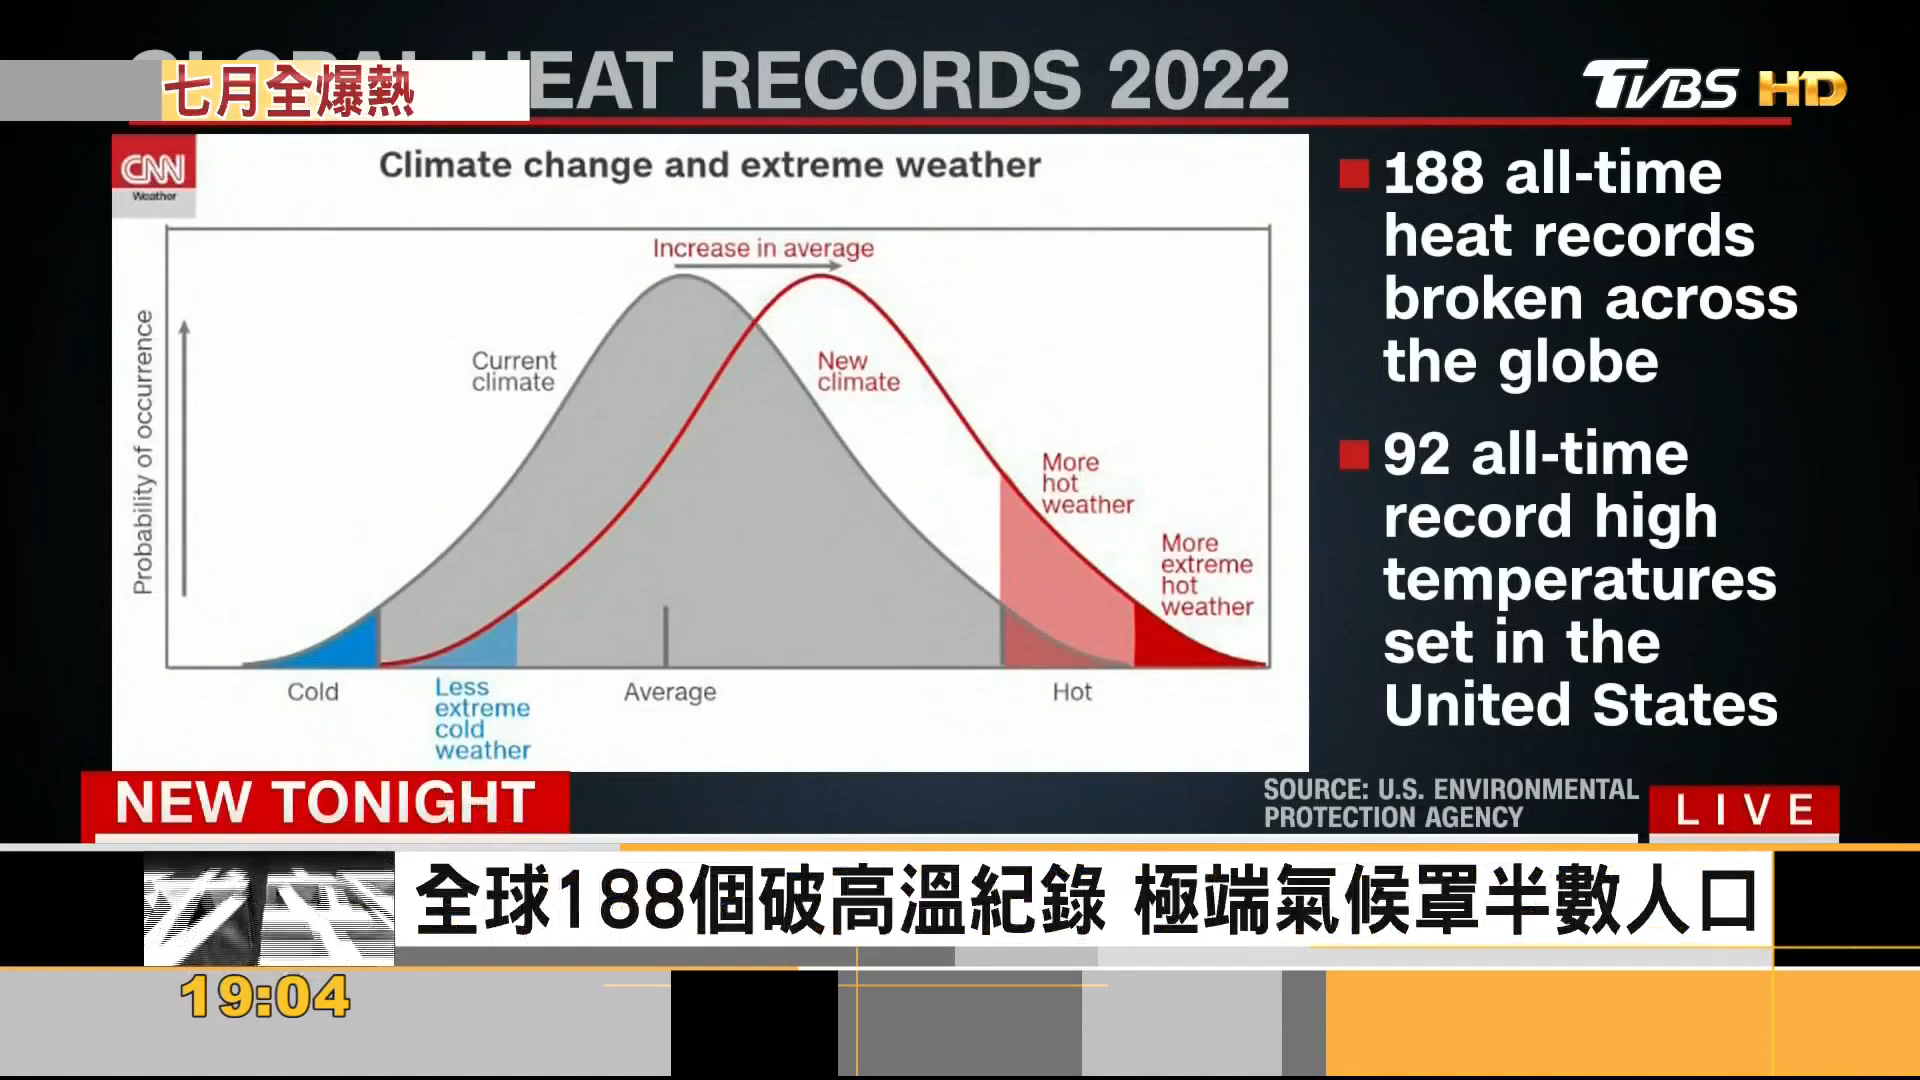 GLOBAL HEAT RECORDS 2022
七月全爆熱
TVBS HD
CNN
Weather
Climate change and extreme weather
Increase in average
Probability of occurrence
Current
climate
New
climate
More
hot
weather
More
extreme
hot
weather
Cold
Less
extreme
cold
weather
Average
Hot
188 all-time
heat records
broken across
the globe
92 all-time
record high
temperatures
set in the
United States
NEW TONIGHT
SOURCE: U.S. ENVIRONMENTAL
PROTECTION AGENCY
LIVE
全球188個破高溫紀錄 極端氣候罩半數人口
19:04